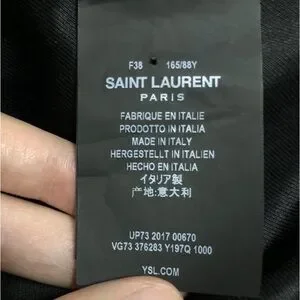 F38 165/88Y
SAINT LAURENT
PARIS
FABRIQUE EN ITALIE
PRODOTTO IN ITALIA
MADE IN ITALY
HERGESTELLT IN ITALIEN
HECHO EN ITALIA
イタリア製
产地:意大利
UP73 2017 00670
VG73 376283 Y197Q 1000
YSL.COM